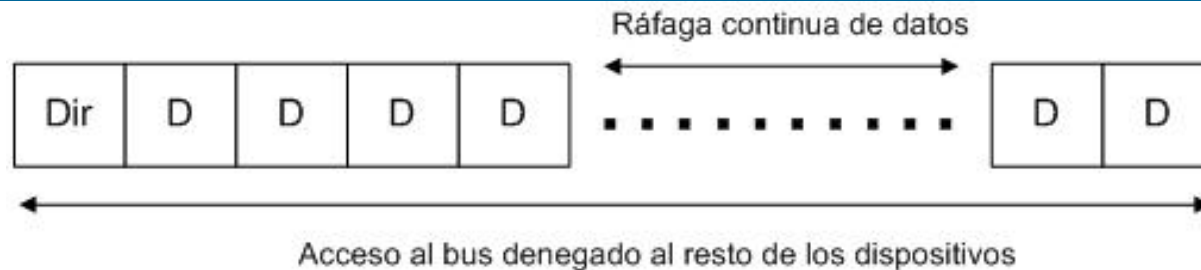 Ráfaga continua de datos
Dir D D D D D D
Acceso al bus denegado al resto de los dispositivos